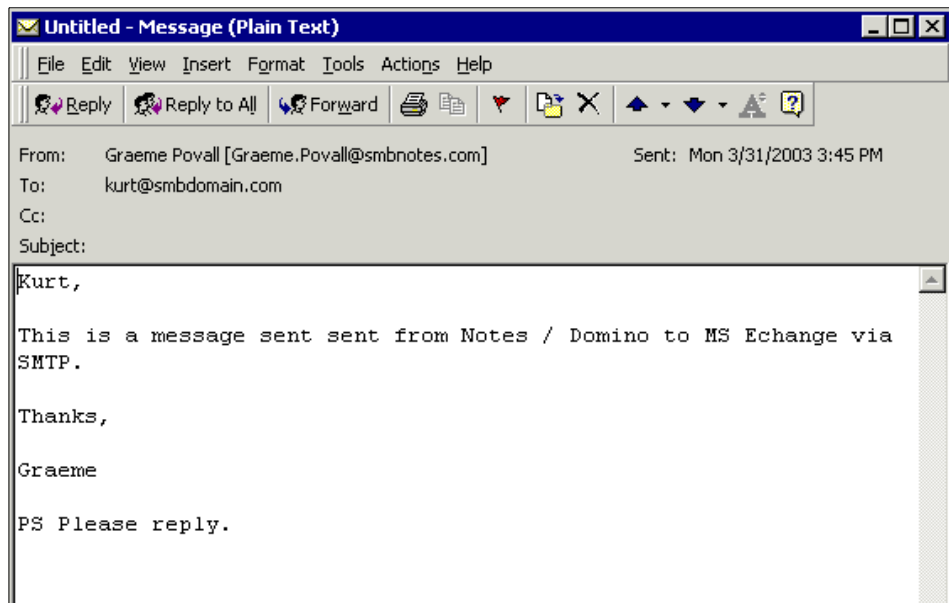 Untitled - Message (Plain Text)
File Edit View Insert Format Tools Actions Help
Reply Reply to All Forward
From: Graeme Povall [Graeme.Povall@smbnotes.com] Sent: Mon 3/31/2003 3:45 PM
To: kurt@smbdomain.com
Cc:
Subject:
Kurt,
This is a message sent sent from Notes / Domino to MS Echange via
SMTP.
Thanks,
Graeme
PS Please reply.